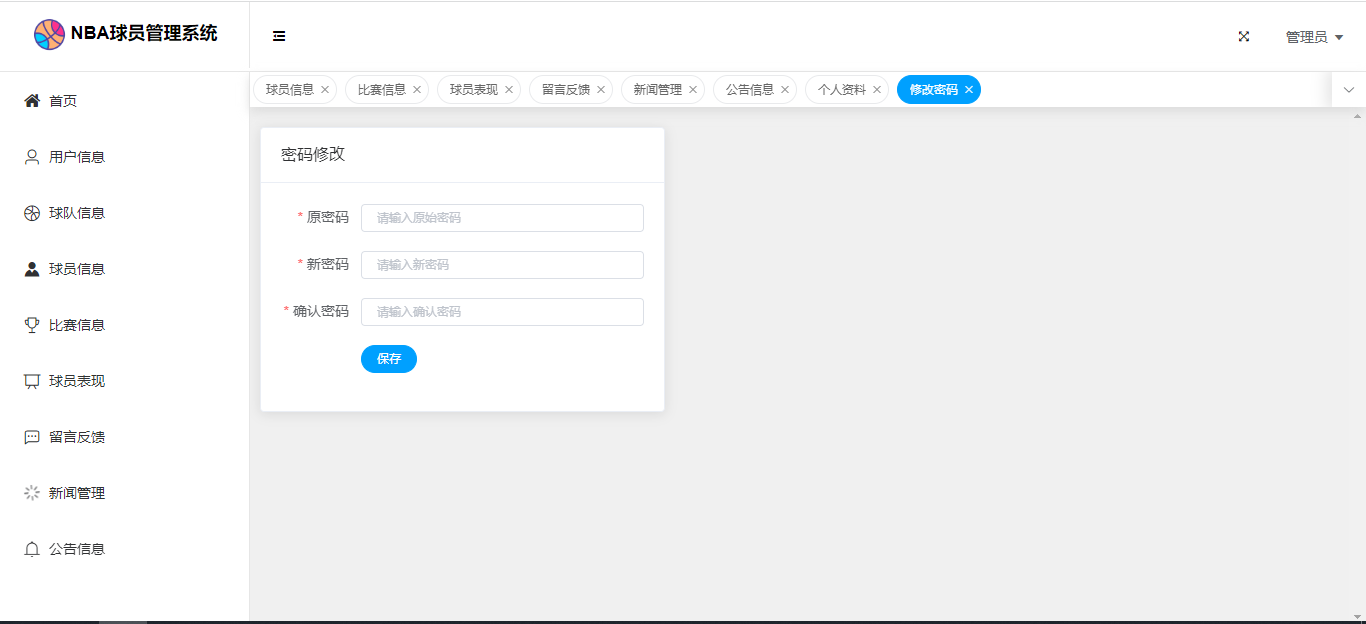 NBA球员管理系统
管理员
球员信息 比赛信息 球员表现 留言反馈 新闻管理 公告信息 个人资料 修改密码
首页
用户信息
球队信息
球员信息
比赛信息
球员表现
留言反馈
新闻管理
公告信息
密码修改
* 原密码 请输入原始密码
* 新密码 请输入新密码
* 确认密码 请输入确认密码
保存